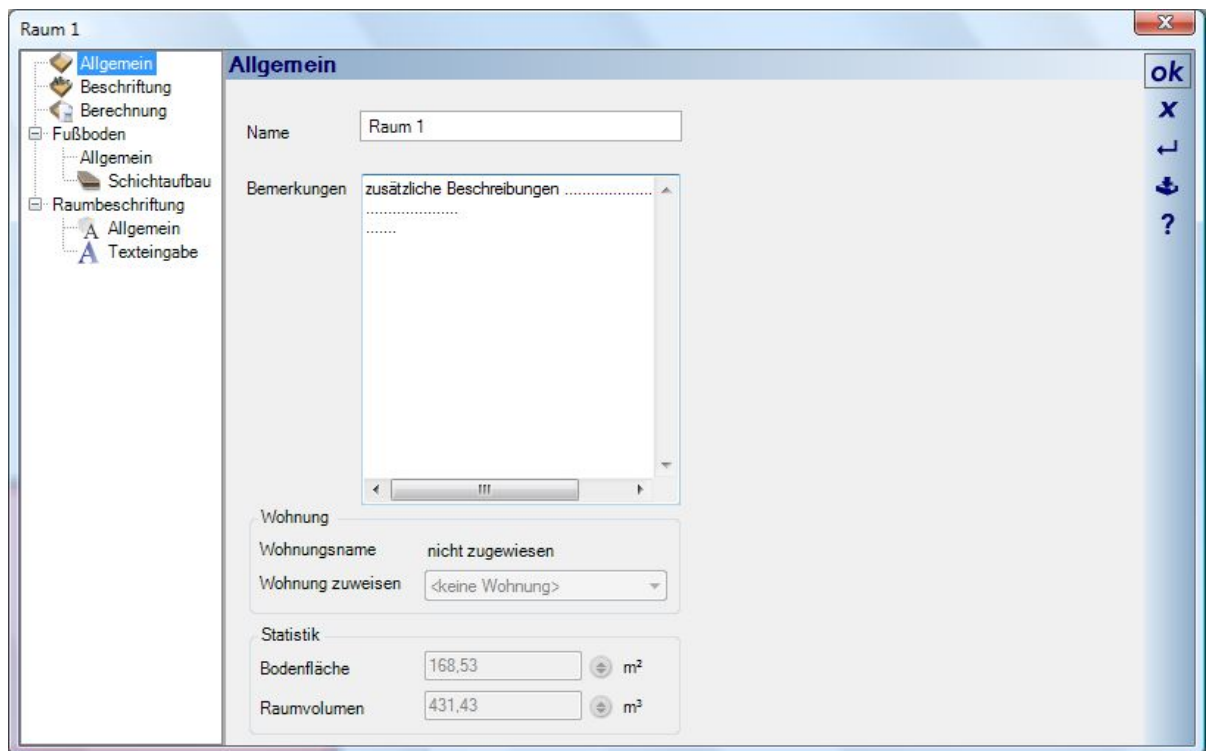 Raum 1
Allgemein
Beschriftung
Berechnung
Fußboden
Allgemein
Schichtaufbau
Raumbeschriftung
Allgemein
Texteingabe
Allgemein
Name
Raum 1
Bemerkungen
zusätzliche Beschreibungen ....................
.....................
.......
Wohnung
Wohnungsname nicht zugewiesen
Wohnung zuweisen <keine Wohnung>
Statistik
Bodenfläche 168,53 m²
Raumvolumen 431,43 m³
ok
x
?